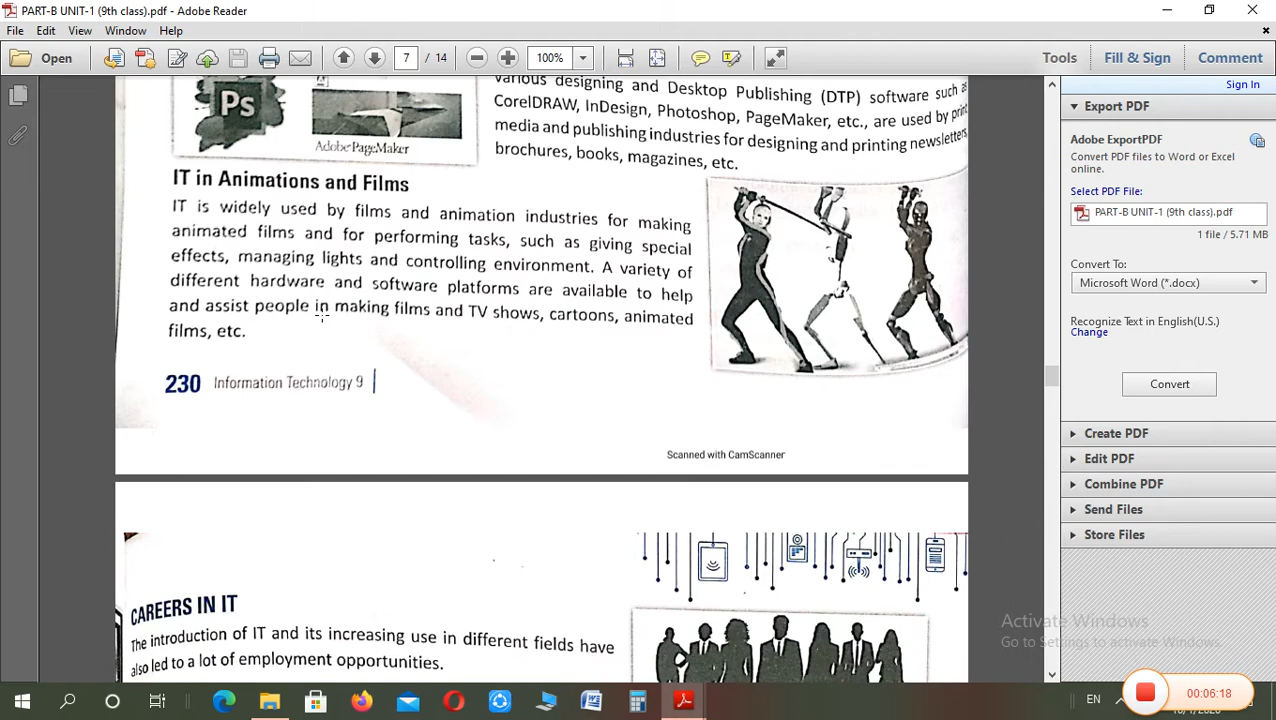 PART-B UNIT-1 (9th class).pdf - Adobe Reader
File Edit View Window Help
Open
7 / 14
100%
Tools Fill & Sign Comment
Sign In
Export PDF
Adobe ExportPDF
Convert PDF files to Word or Excel
online.
Select PDF File:
PART-B UNIT-1 (9th class).pdf
1 file / 5.71 MB
Convert To:
Microsoft Word (*.docx)
Recognize Text in English(U.S.)
Change
Convert
Create PDF
Edit PDF
Combine PDF
Send Files
Store Files
Ps
Adobe PageMaker
various designing and Desktop Publishing (DTP) software such as
CorelDRAW, InDesign, Photoshop, PageMaker, etc., are used by print
media and publishing industries for designing and printing newsletters,
brochures, books, magazines, etc.
IT in Animations and Films
IT is widely used by films and animation industries for making
animated films and for performing tasks, such as giving special
effects, managing lights and controlling environment. A variety of
different hardware and software platforms are available to help
and assist people in making films and TV shows, cartoons, animated
films, etc.
230 Information Technology 9
Scanned with CamScanner
CAREERS IN IT
The introduction of IT and its increasing use in different fields have
also led to a lot of employment opportunities.
Activate Windows
Go to Settings to activate Windows.
EN
00:06:18